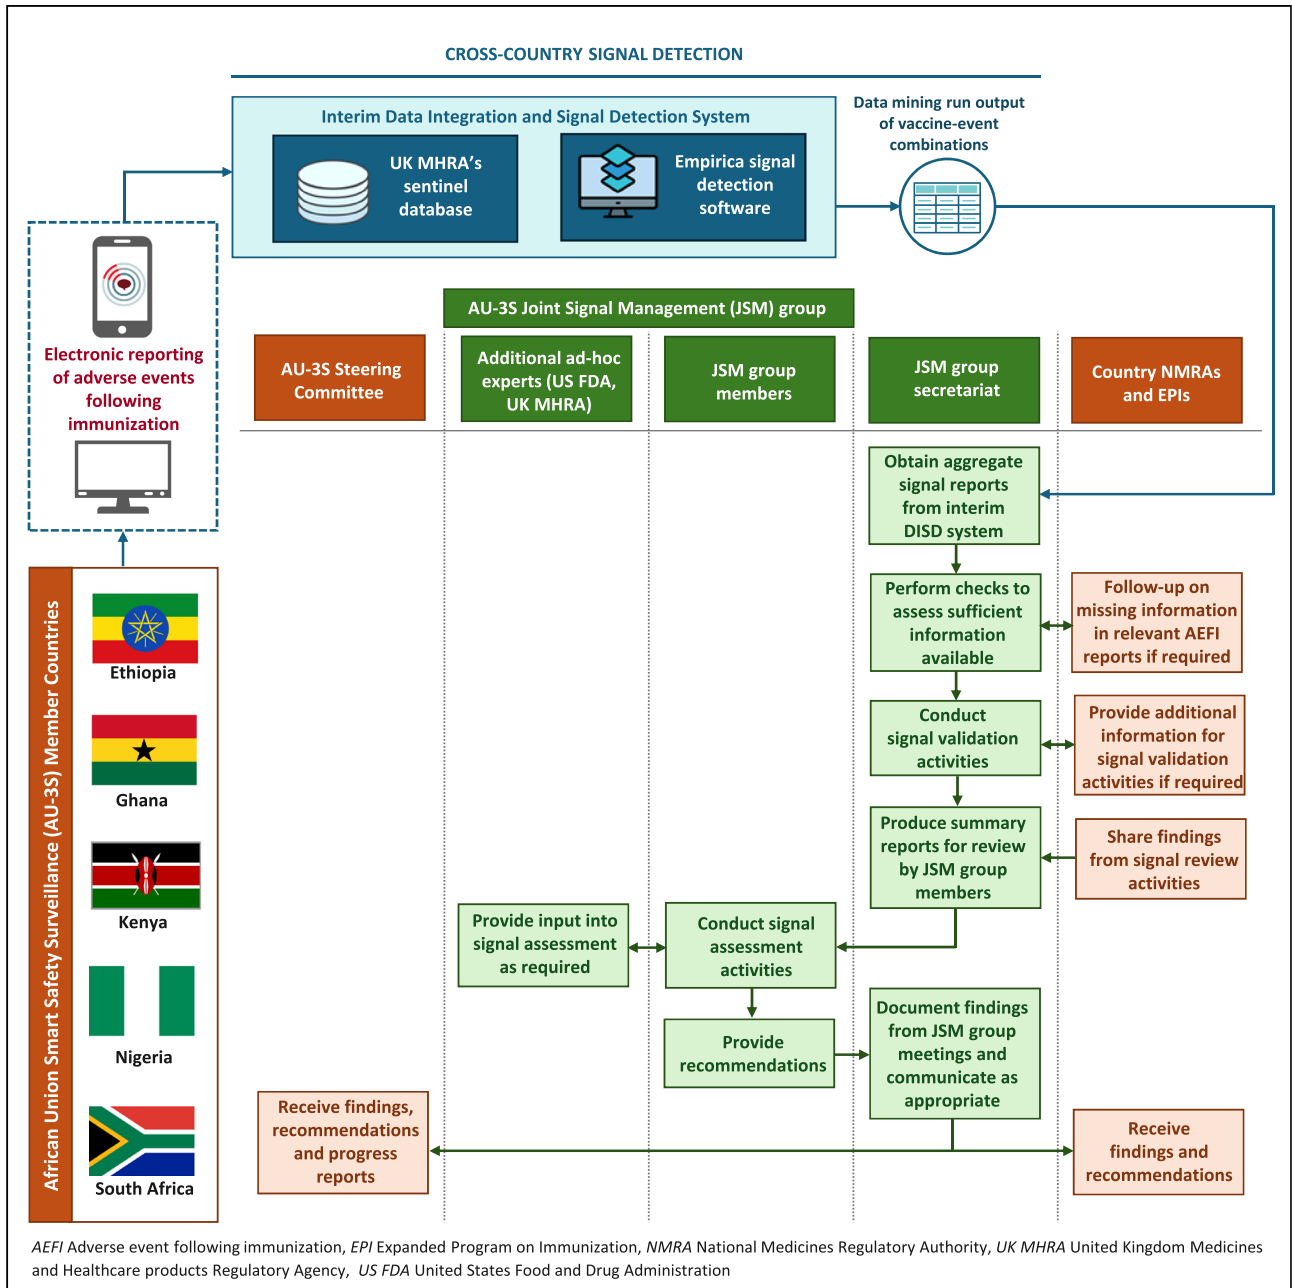 CROSS-COUNTRY SIGNAL DETECTION
Interim Data Integration and Signal Detection System
UK MHRA’s
sentinel
database
Empirica signal
detection
software
Data mining run output
of vaccine-event
combinations
Electronic reporting
of adverse events
following
immunization
AU-3S Joint Signal Management (JSM) group
AU-3S Steering
Committee
Additional ad-hoc
experts (US FDA,
UK MHRA)
JSM group
members
JSM group
secretariat
Country NMRAs
and EPIs
Obtain aggregate
signal reports
from interim
DISD system
Perform checks to
assess sufficient
information
available
Follow-up on
missing information
in relevant AEFI
reports if required
Conduct
signal validation
activities
Provide additional
information for
signal validation
activities if required
Produce summary
reports for review
by JSM group
members
Share findings
from signal review
activities
Provide input into
signal assessment
as required
Conduct signal
assessment
activities
Provide
recommendations
Document findings
from JSM group
meetings and
communicate as
appropriate
Receive findings,
recommendations
and progress
reports
Receive
findings and
recommendations
African Union Smart Safety Surveillance (AU-3S) Member Countries
Ethiopia
Ghana
Kenya
Nigeria
South Africa
AEFI Adverse event following immunization, EPI Expanded Program on Immunization, NMRA National Medicines Regulatory Authority, UK MHRA United Kingdom Medicines
and Healthcare products Regulatory Agency, US FDA United States Food and Drug Administration